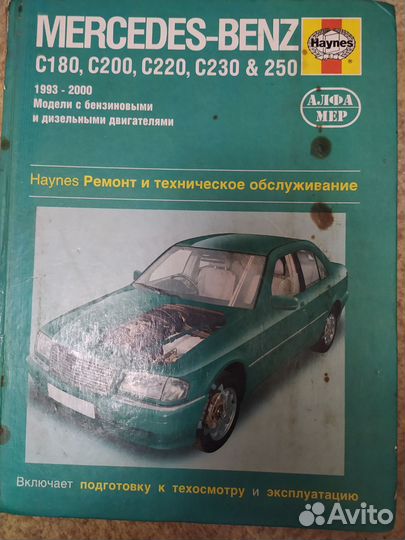 MERCEDES-BENZ
C180, C200, C220, C230 & 250
Haynes
1993 - 2000
Модели с бензиновыми
и дизельными двигателями
АЛФА
МЕР
Haynes Ремонт и техническое обслуживание
Включает подготовку к техосмотру и эксплуатацию
Avito